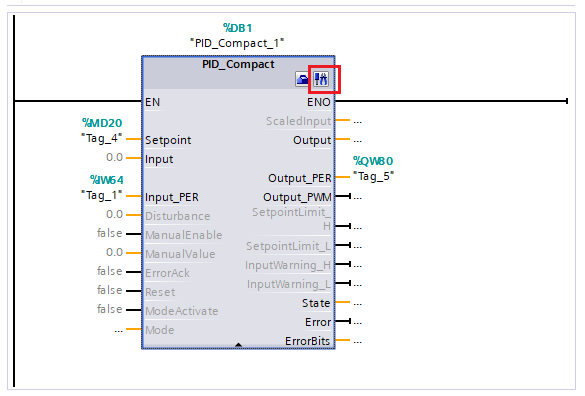 %DB1
"PID_Compact_1"
PID_Compact
EN ENO
ScaledInput ...
%MD20
"Tag_4" Setpoint Output ...
0.0 Input
%QW80
%IW64 Output_PER "Tag_5"
"Tag_1" Input_PER Output_PWM ...
0.0 Disturbance SetpointLimit_
false ManualEnable H ...
0.0 ManualValue SetpointLimit_L ...
false ErrorAck InputWarning_H ...
false Reset InputWarning_L ...
false ModeActivate State ...
... Mode Error ...
ErrorBits ...